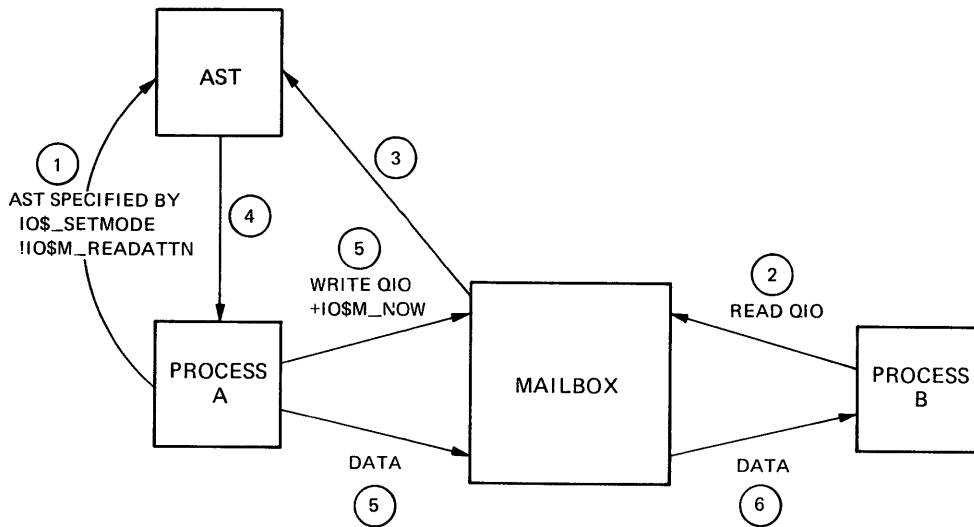 AST
1
AST SPECIFIED BY
IO$_SETMODE
!IO$M_READATTN
3
4
5
WRITE QIO
+IO$M_NOW
2
READ QIO
PROCESS
A
MAILBOX
PROCESS
B
DATA
5
DATA
6